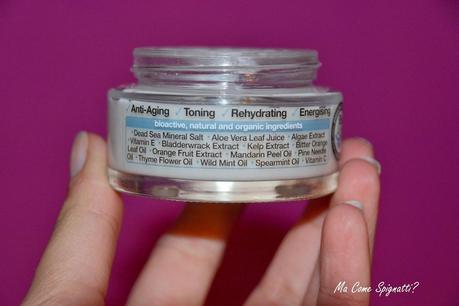 ✓Anti-Aging ✓Toning ✓Rehydrating ✓Energising
bioactive, natural and organic ingredients
•Dead Sea Mineral Salt •Aloe Vera Leaf Juice •Algae Extract
•Vitamin E •Bladderwrack Extract •Kelp Extract •Bitter Orange
Leaf Oil •Orange Fruit Extract •Mandarin Peel Oil •Pine Needle
Oil •Thyme Flower Oil •Wild Mint Oil •Spearmint Oil •Vitamin C
Ma Come Spignatti?